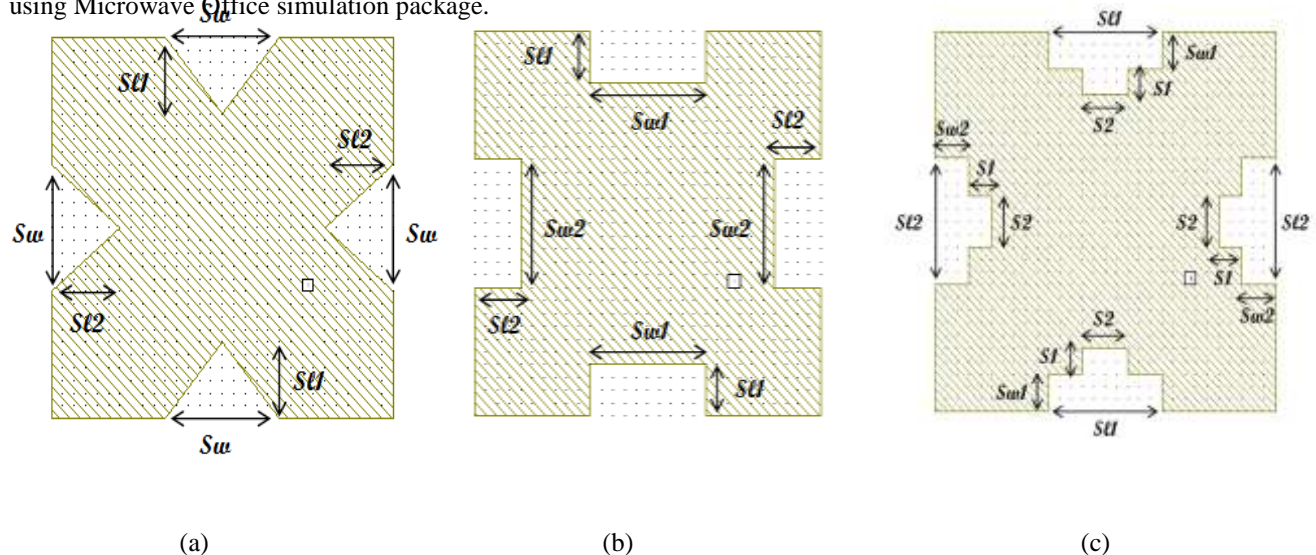 using Microwave Office simulation package.
Sw
Sl1
Sl2
Sw
Sw
Sl2
Sl1
Sw
Sl1
Sw1
Sl2
Sw2
Sw2
Sl2
Sw1
Sl1
Sl1
Sw1
S1
S2
Sw2
S1
S2
Sl2
S2
Sl2
S1
Sw2
S2
S1
Sw1
Sl1
(a)
(b)
(c)